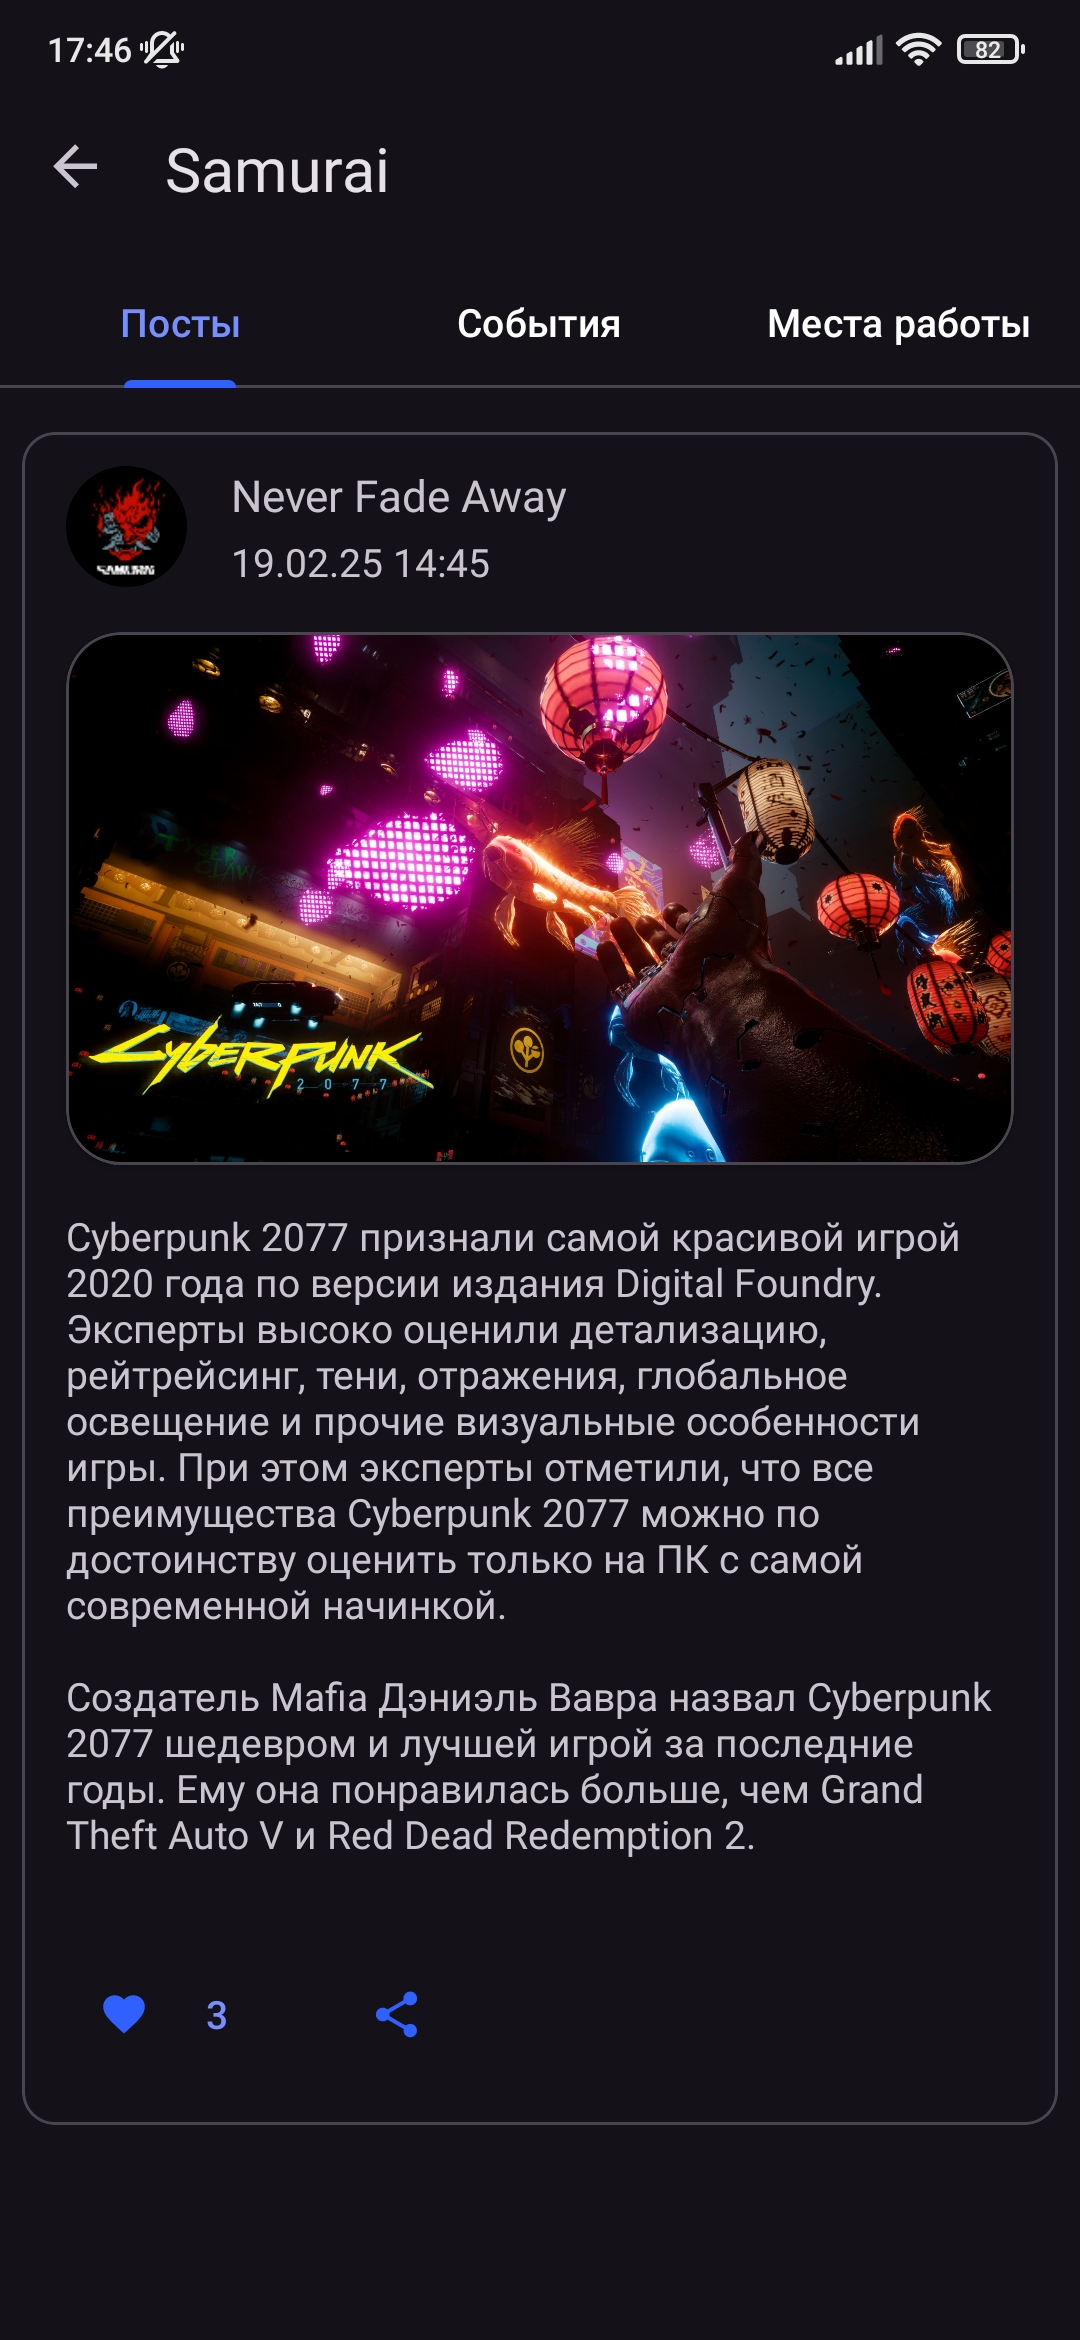 17:46
82
Samurai
Посты
События
Места работы
Never Fade Away
19.02.25 14:45
SAMURAI
TYGER
CLAWS
CYBERPUNK
2077
Cyberpunk 2077 признали самой красивой игрой
2020 года по версии издания Digital Foundry.
Эксперты высоко оценили детализацию,
рейтрейсинг, тени, отражения, глобальное
освещение и прочие визуальные особенности
игры. При этом эксперты отметили, что все
преимущества Cyberpunk 2077 можно по
достоинству оценить только на ПК с самой
современной начинкой.
Создатель Mafia Дэниэль Вавра назвал Cyberpunk
2077 шедевром и лучшей игрой за последние
годы. Ему она понравилась больше, чем Grand
Theft Auto V и Red Dead Redemption 2.
3